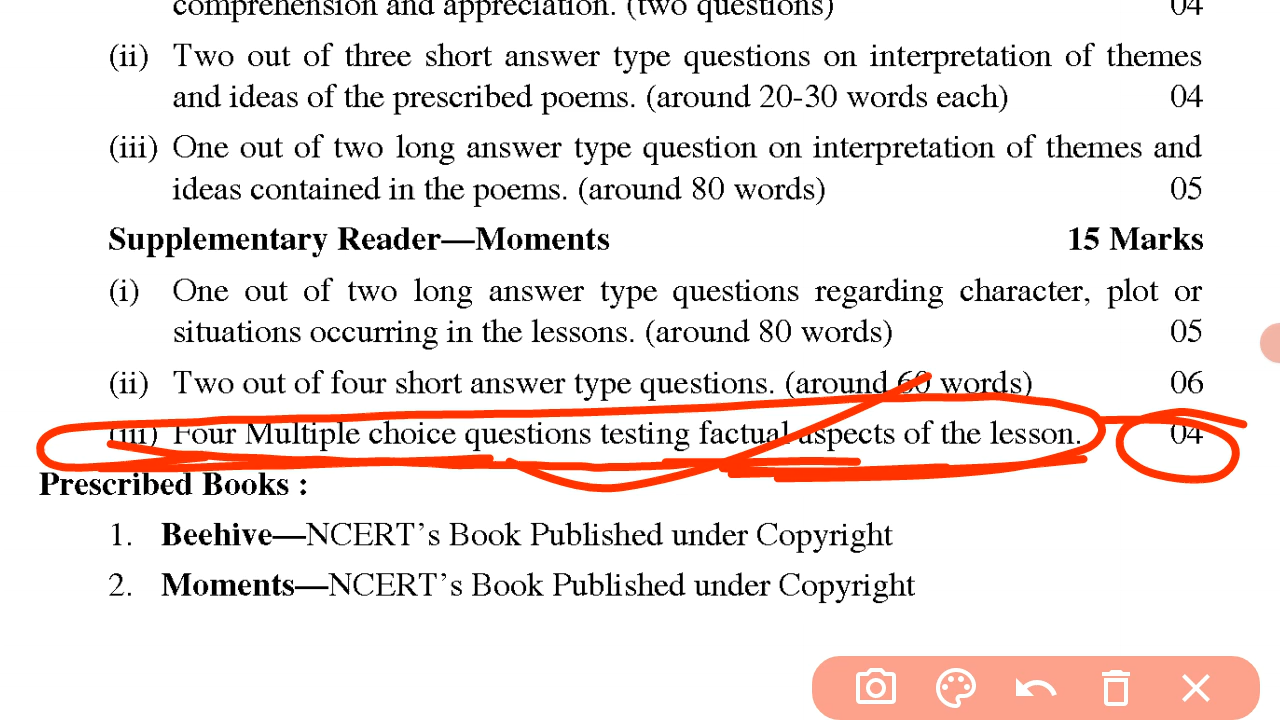 comprehension and appreciation. (two questions) 04
(ii) Two out of three short answer type questions on interpretation of themes
and ideas of the prescribed poems. (around 20-30 words each) 04
(iii) One out of two long answer type question on interpretation of themes and
ideas contained in the poems. (around 80 words) 05
Supplementary Reader—Moments 15 Marks
(i) One out of two long answer type questions regarding character, plot or
situations occurring in the lessons. (around 80 words) 05
(ii) Two out of four short answer type questions. (around 60 words) 06
(iii) Four Multiple choice questions testing factual aspects of the lesson. 04
Prescribed Books :
1. Beehive—NCERT's Book Published under Copyright
2. Moments—NCERT's Book Published under Copyright